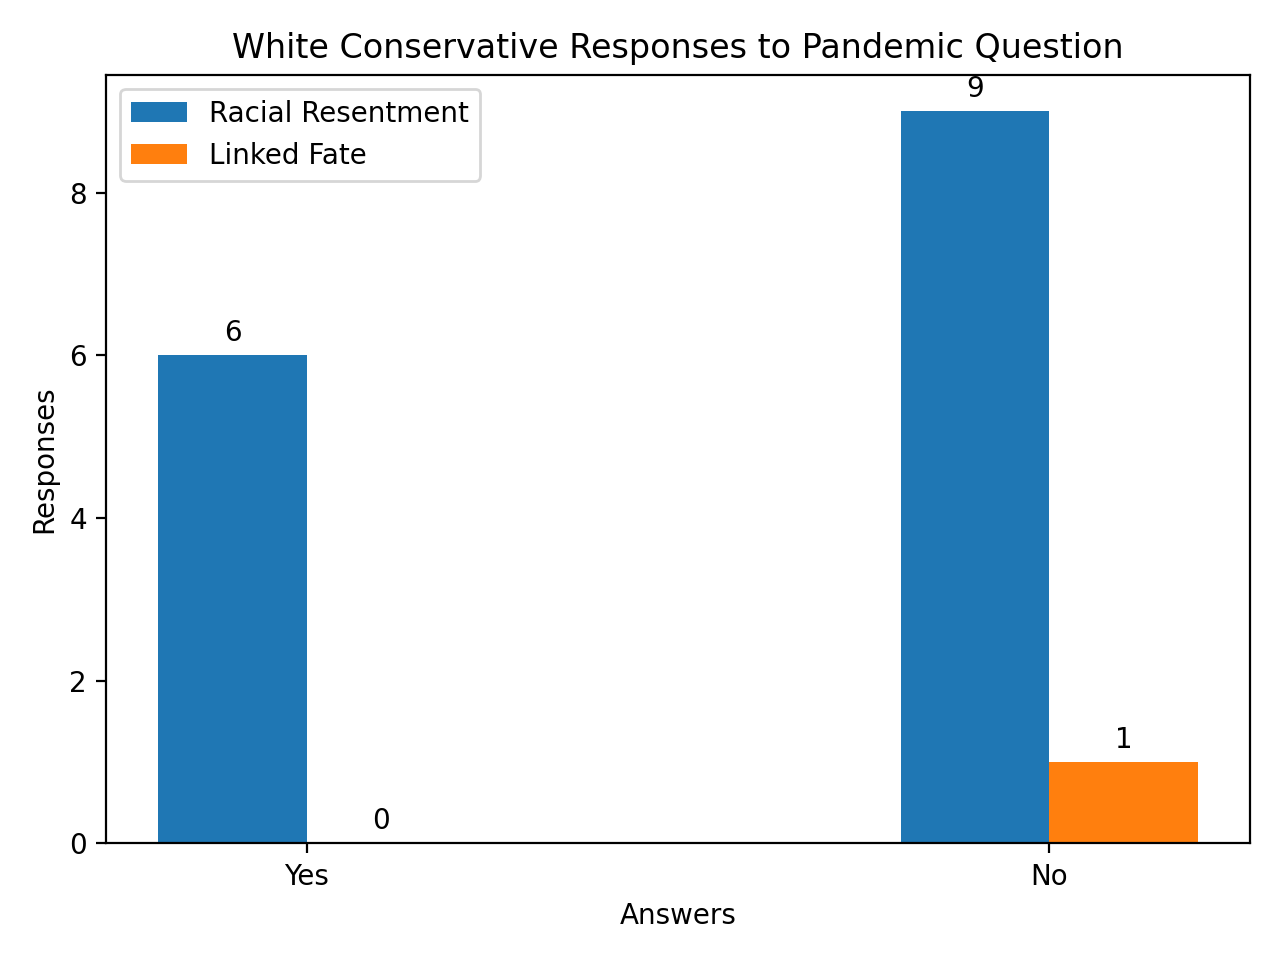 White Conservative Responses to Pandemic Question
Racial Resentment
Linked Fate
9
8
6
6
4
2
1
0
0
Responses
Yes
No
Answers